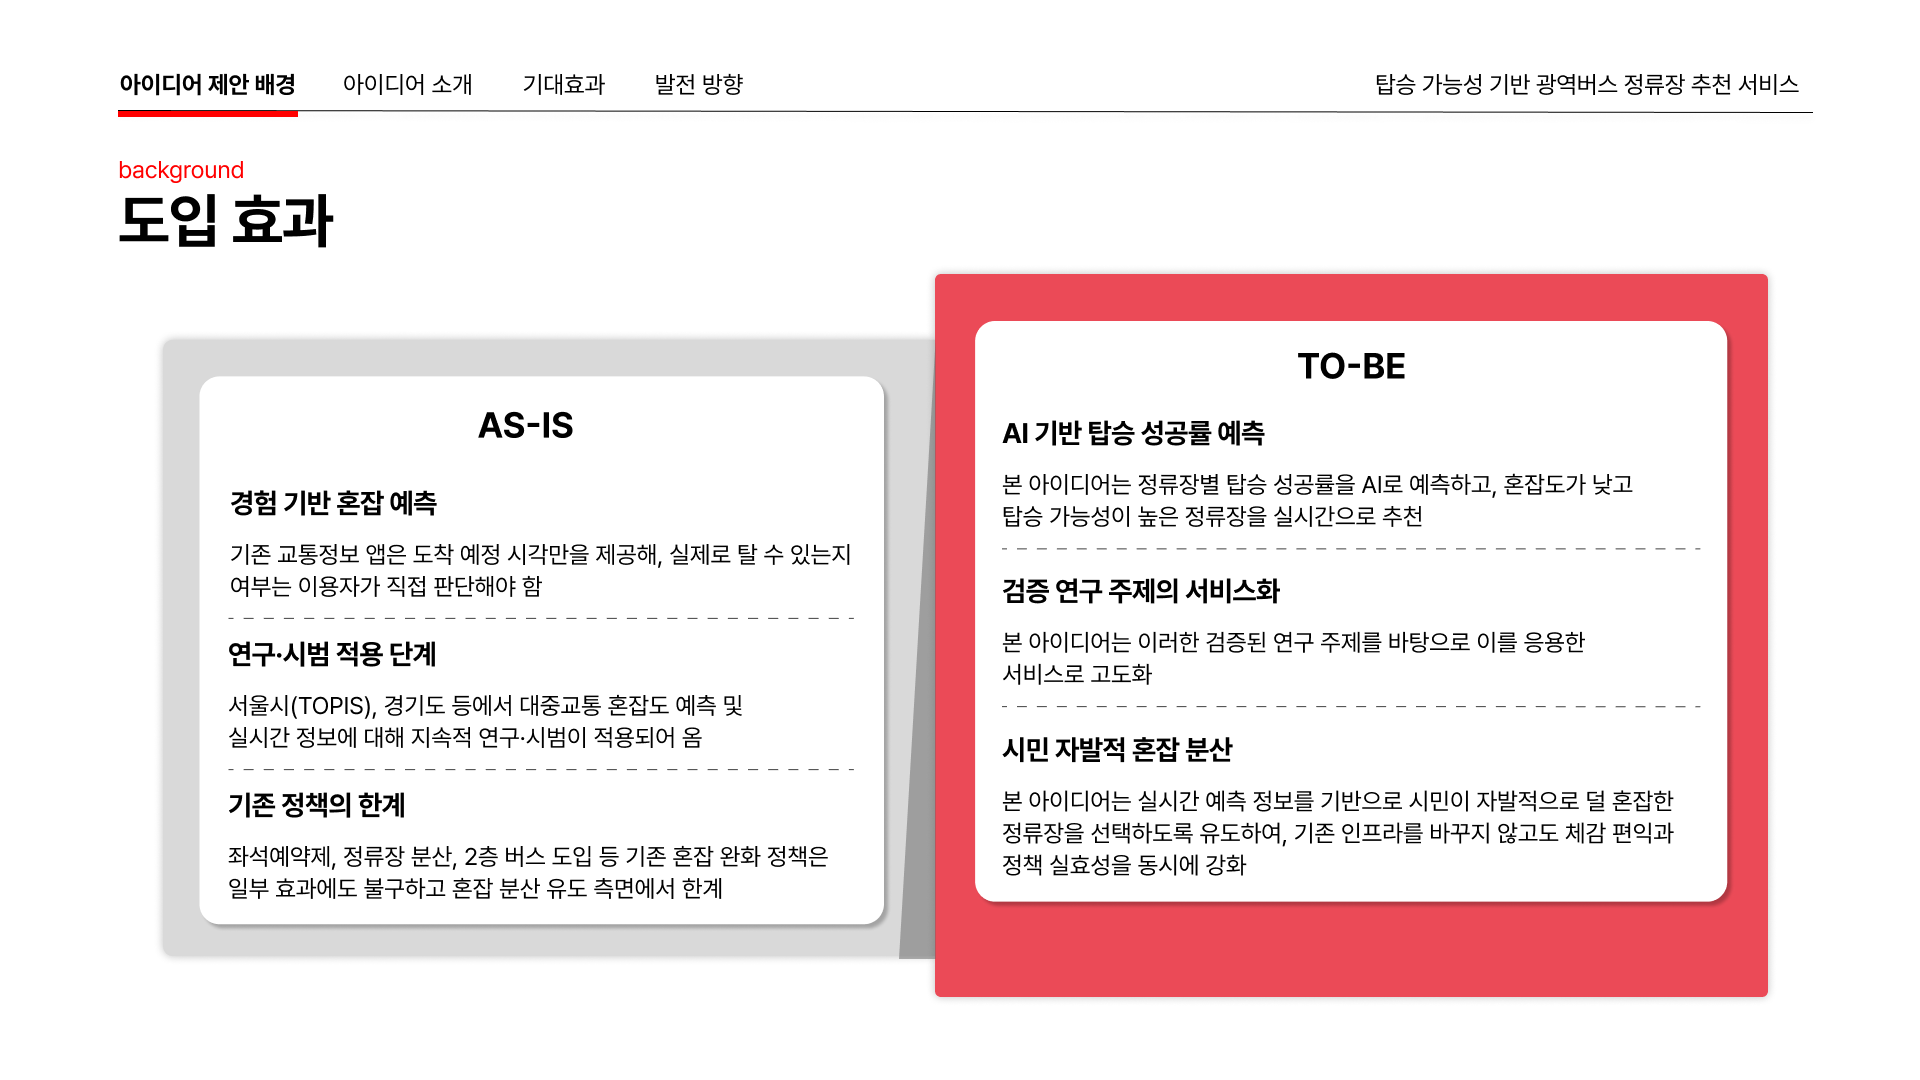 아이디어 제안 배경
아이디어 소개
기대효과
발전 방향
탑승 가능성 기반 광역버스 정류장 추천 서비스
background
도입 효과
AS-IS
경험 기반 혼잡 예측
기존 교통정보 앱은 도착 예정 시각만을 제공해, 실제로 탈 수 있는지
여부는 이용자가 직접 판단해야 함
연구·시범 적용 단계
서울시(TOPIS), 경기도 등에서 대중교통 혼잡도 예측 및
실시간 정보에 대해 지속적 연구·시범이 적용되어 옴
기존 정책의 한계
좌석예약제, 정류장 분산, 2층 버스 도입 등 기존 혼잡 완화 정책은
일부 효과에도 불구하고 혼잡 분산 유도 측면에서 한계
TO-BE
AI 기반 탑승 성공률 예측
본 아이디어는 정류장별 탑승 성공률을 AI로 예측하고, 혼잡도가 낮고
탑승 가능성이 높은 정류장을 실시간으로 추천
검증 연구 주제의 서비스화
본 아이디어는 이러한 검증된 연구 주제를 바탕으로 이를 응용한
서비스로 고도화
시민 자발적 혼잡 분산
본 아이디어는 실시간 예측 정보를 기반으로 시민이 자발적으로 덜 혼잡한
정류장을 선택하도록 유도하여, 기존 인프라를 바꾸지 않고도 체감 편익과
정책 실효성을 동시에 강화